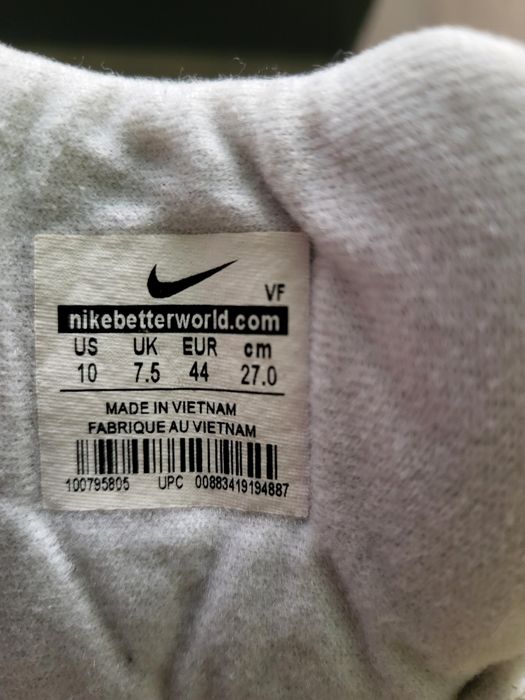 VF
nikebetterworld.com
US UK EUR cm
10 7.5 44 27.0
MADE IN VIETNAM
FABRIQUE AU VIETNAM
100795805 UPC 00883419194887